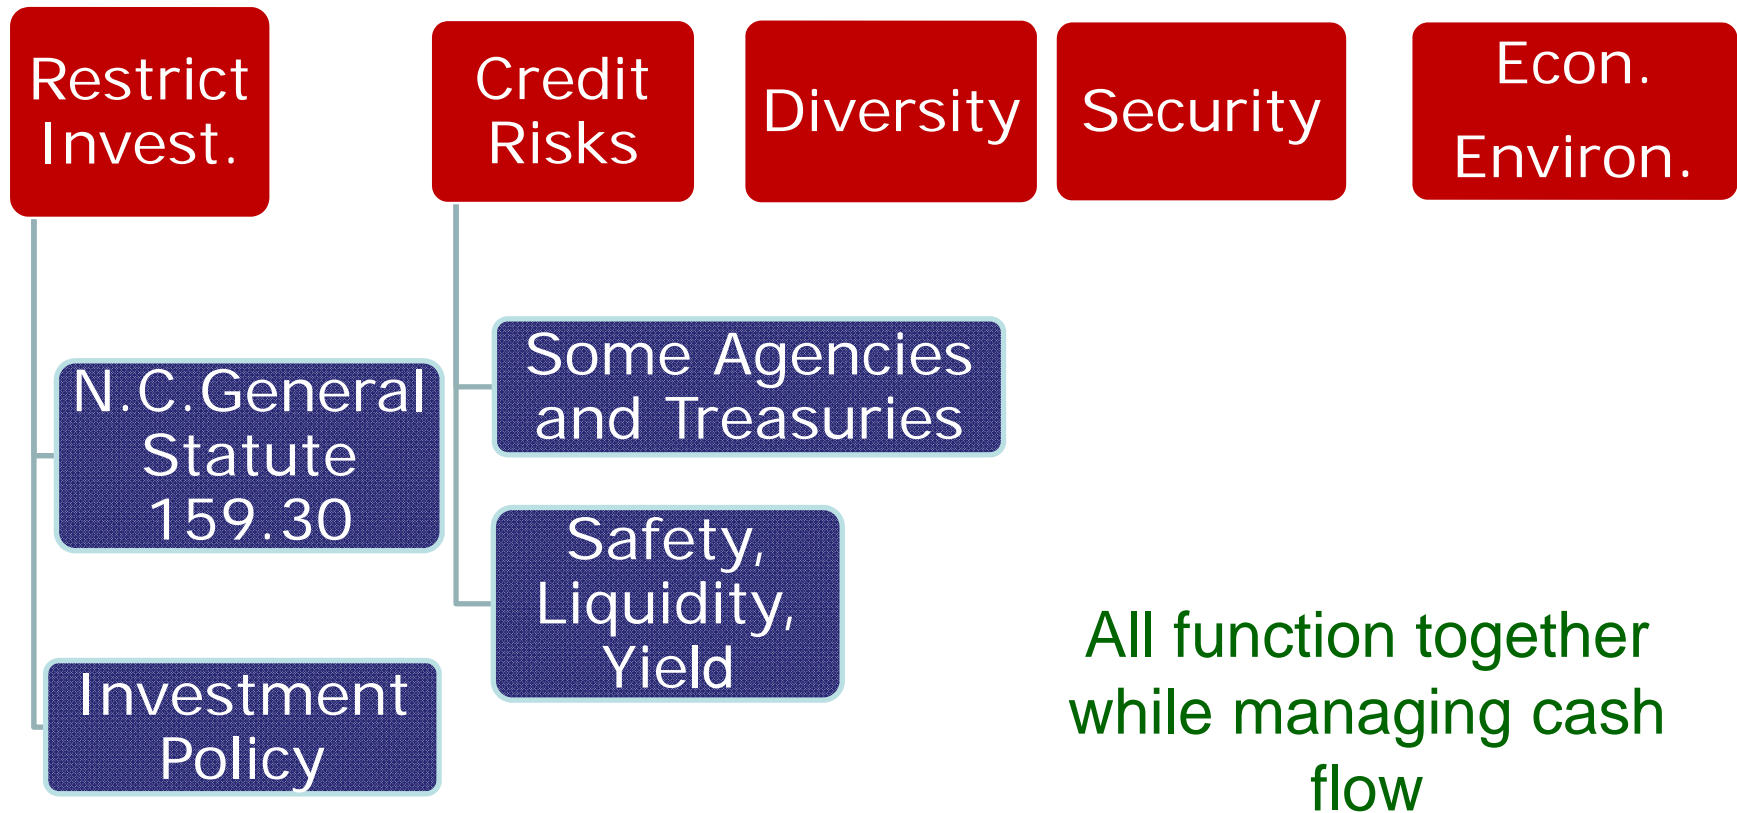 Restrict
Invest.
Credit
Risks
Diversity
Security
Econ.
Environ.
N.C.General
Statute
159.30
Investment
Policy
Some Agencies
and Treasuries
Safety,
Liquidity,
Yield
All function together
while managing cash
flow